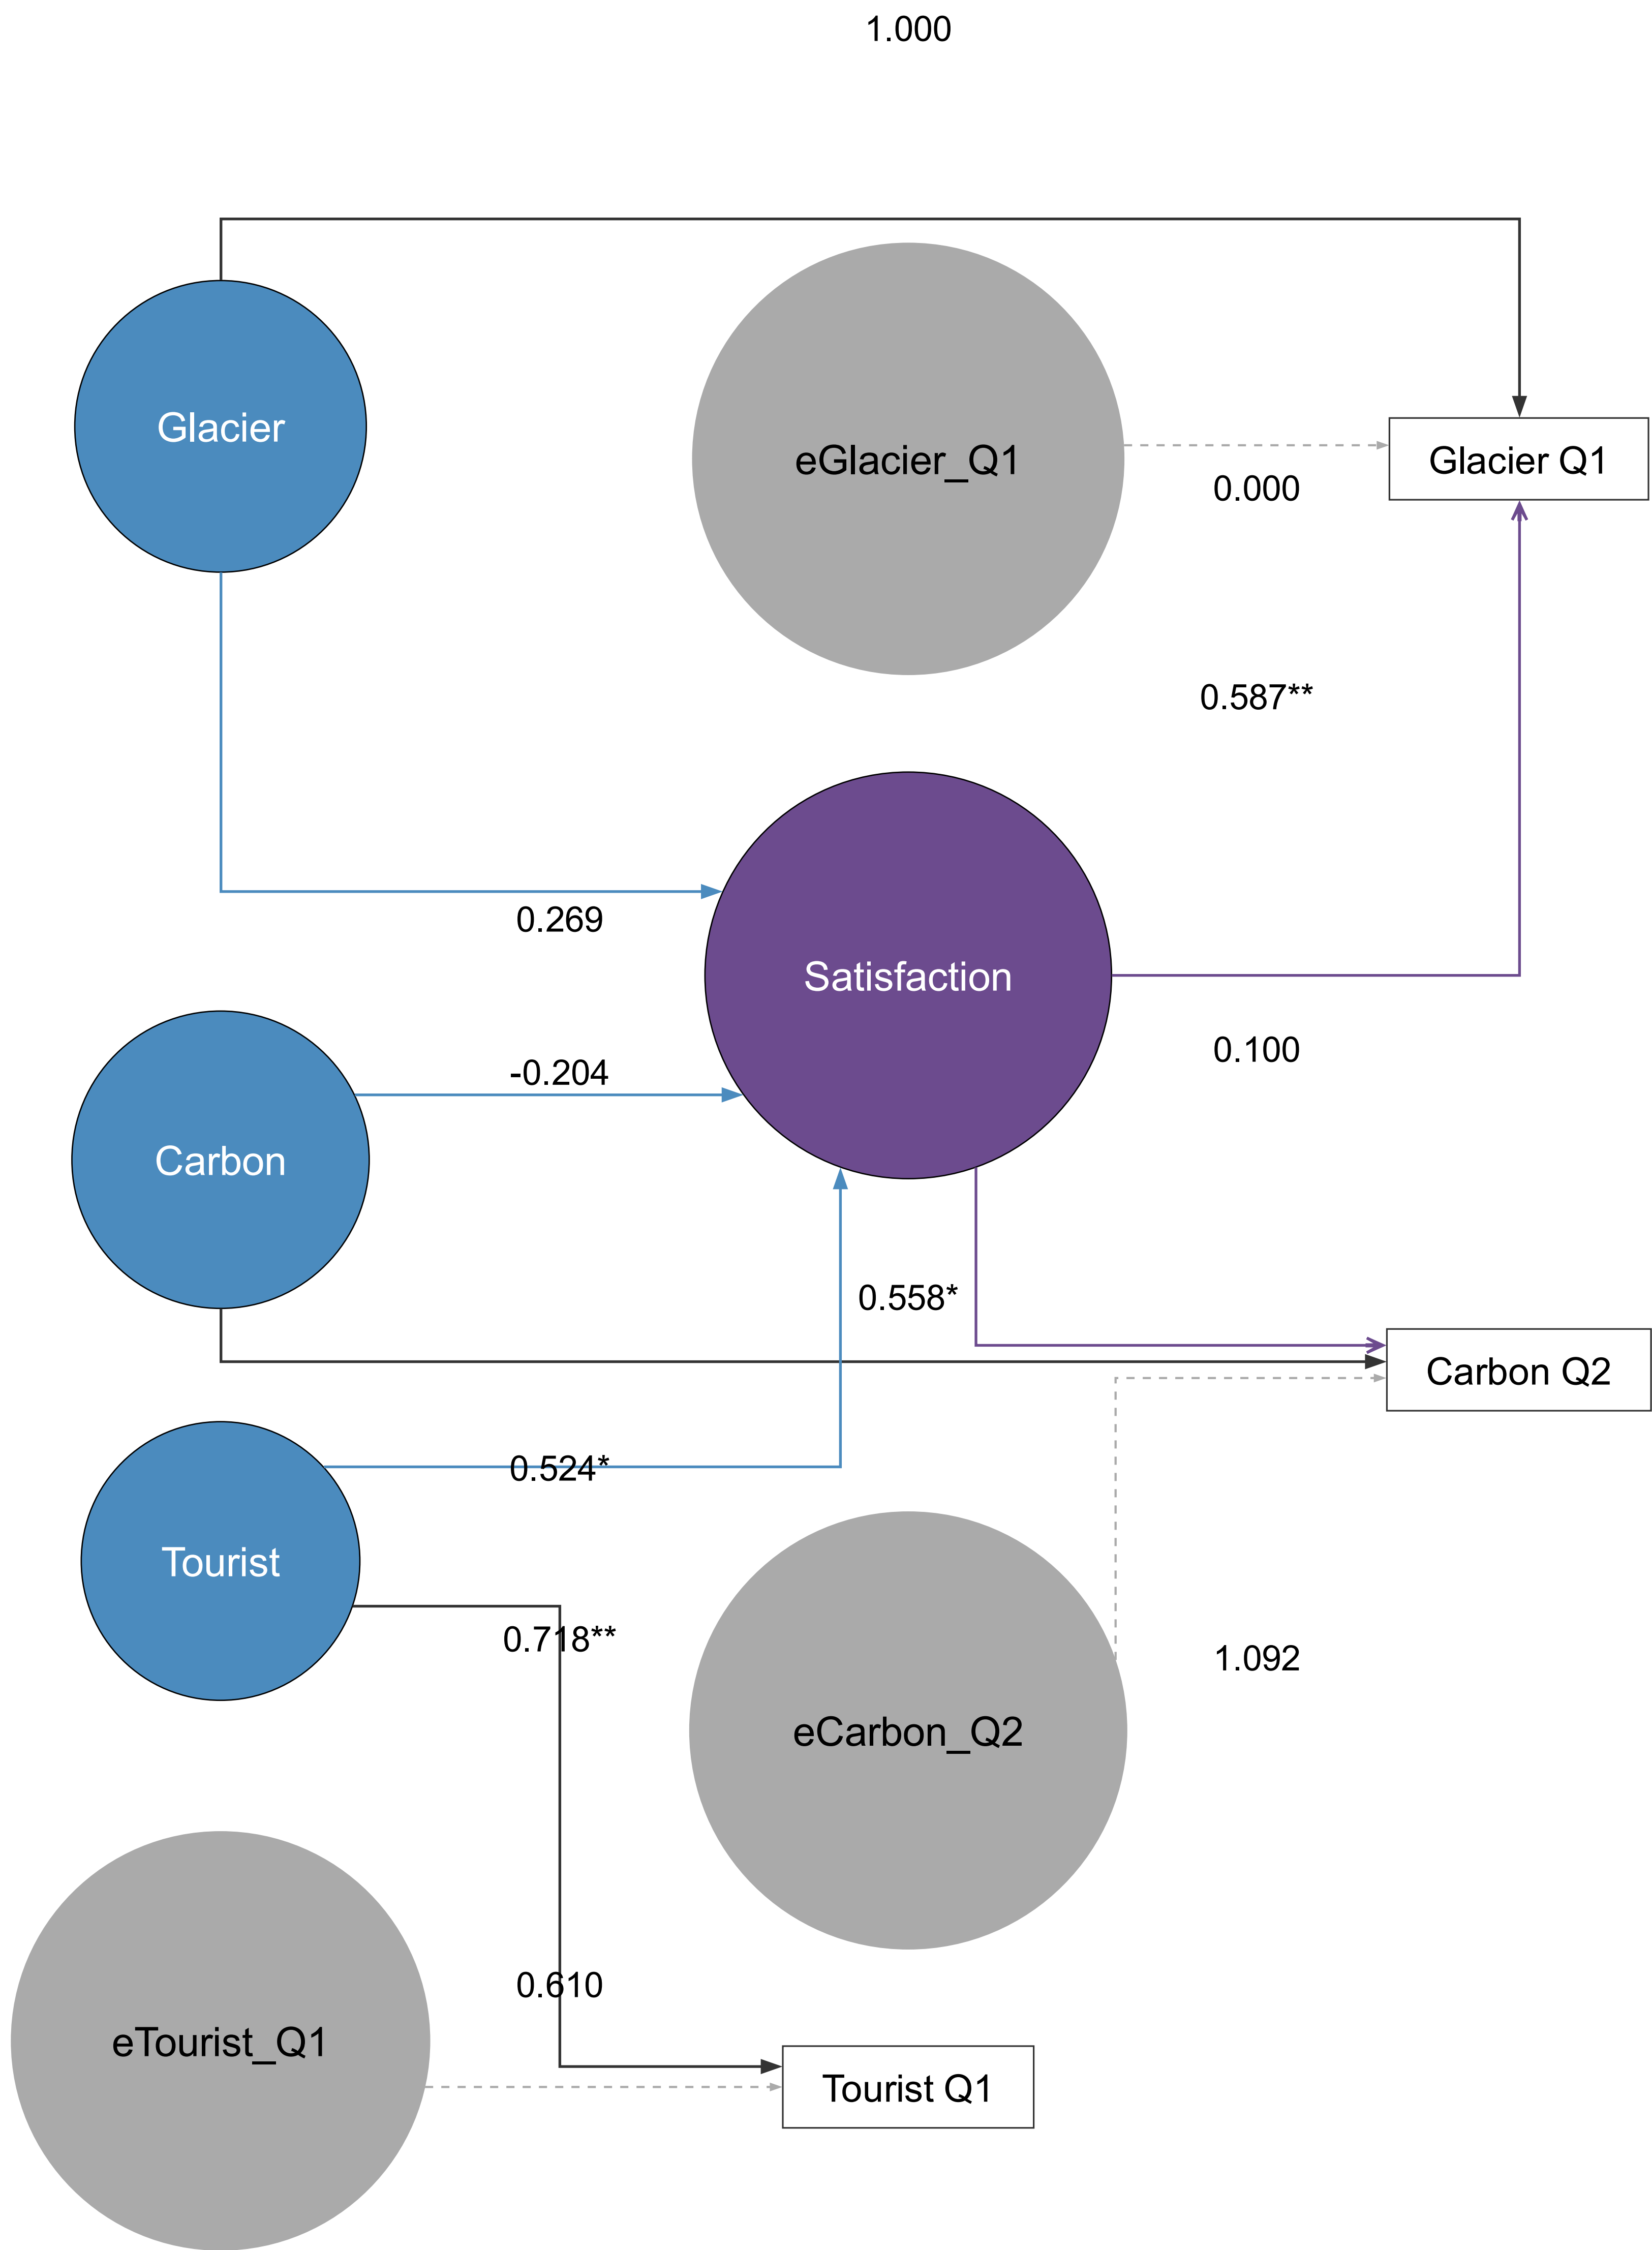 1.000
Glacier
eGlacier_Q1
Glacier Q1
0.000
0.587**
0.269
Satisfaction
0.100
-0.204
Carbon
0.558*
Carbon Q2
0.524*
Tourist
0.718**
1.092
eCarbon_Q2
0.610
eTourist_Q1
Tourist Q1